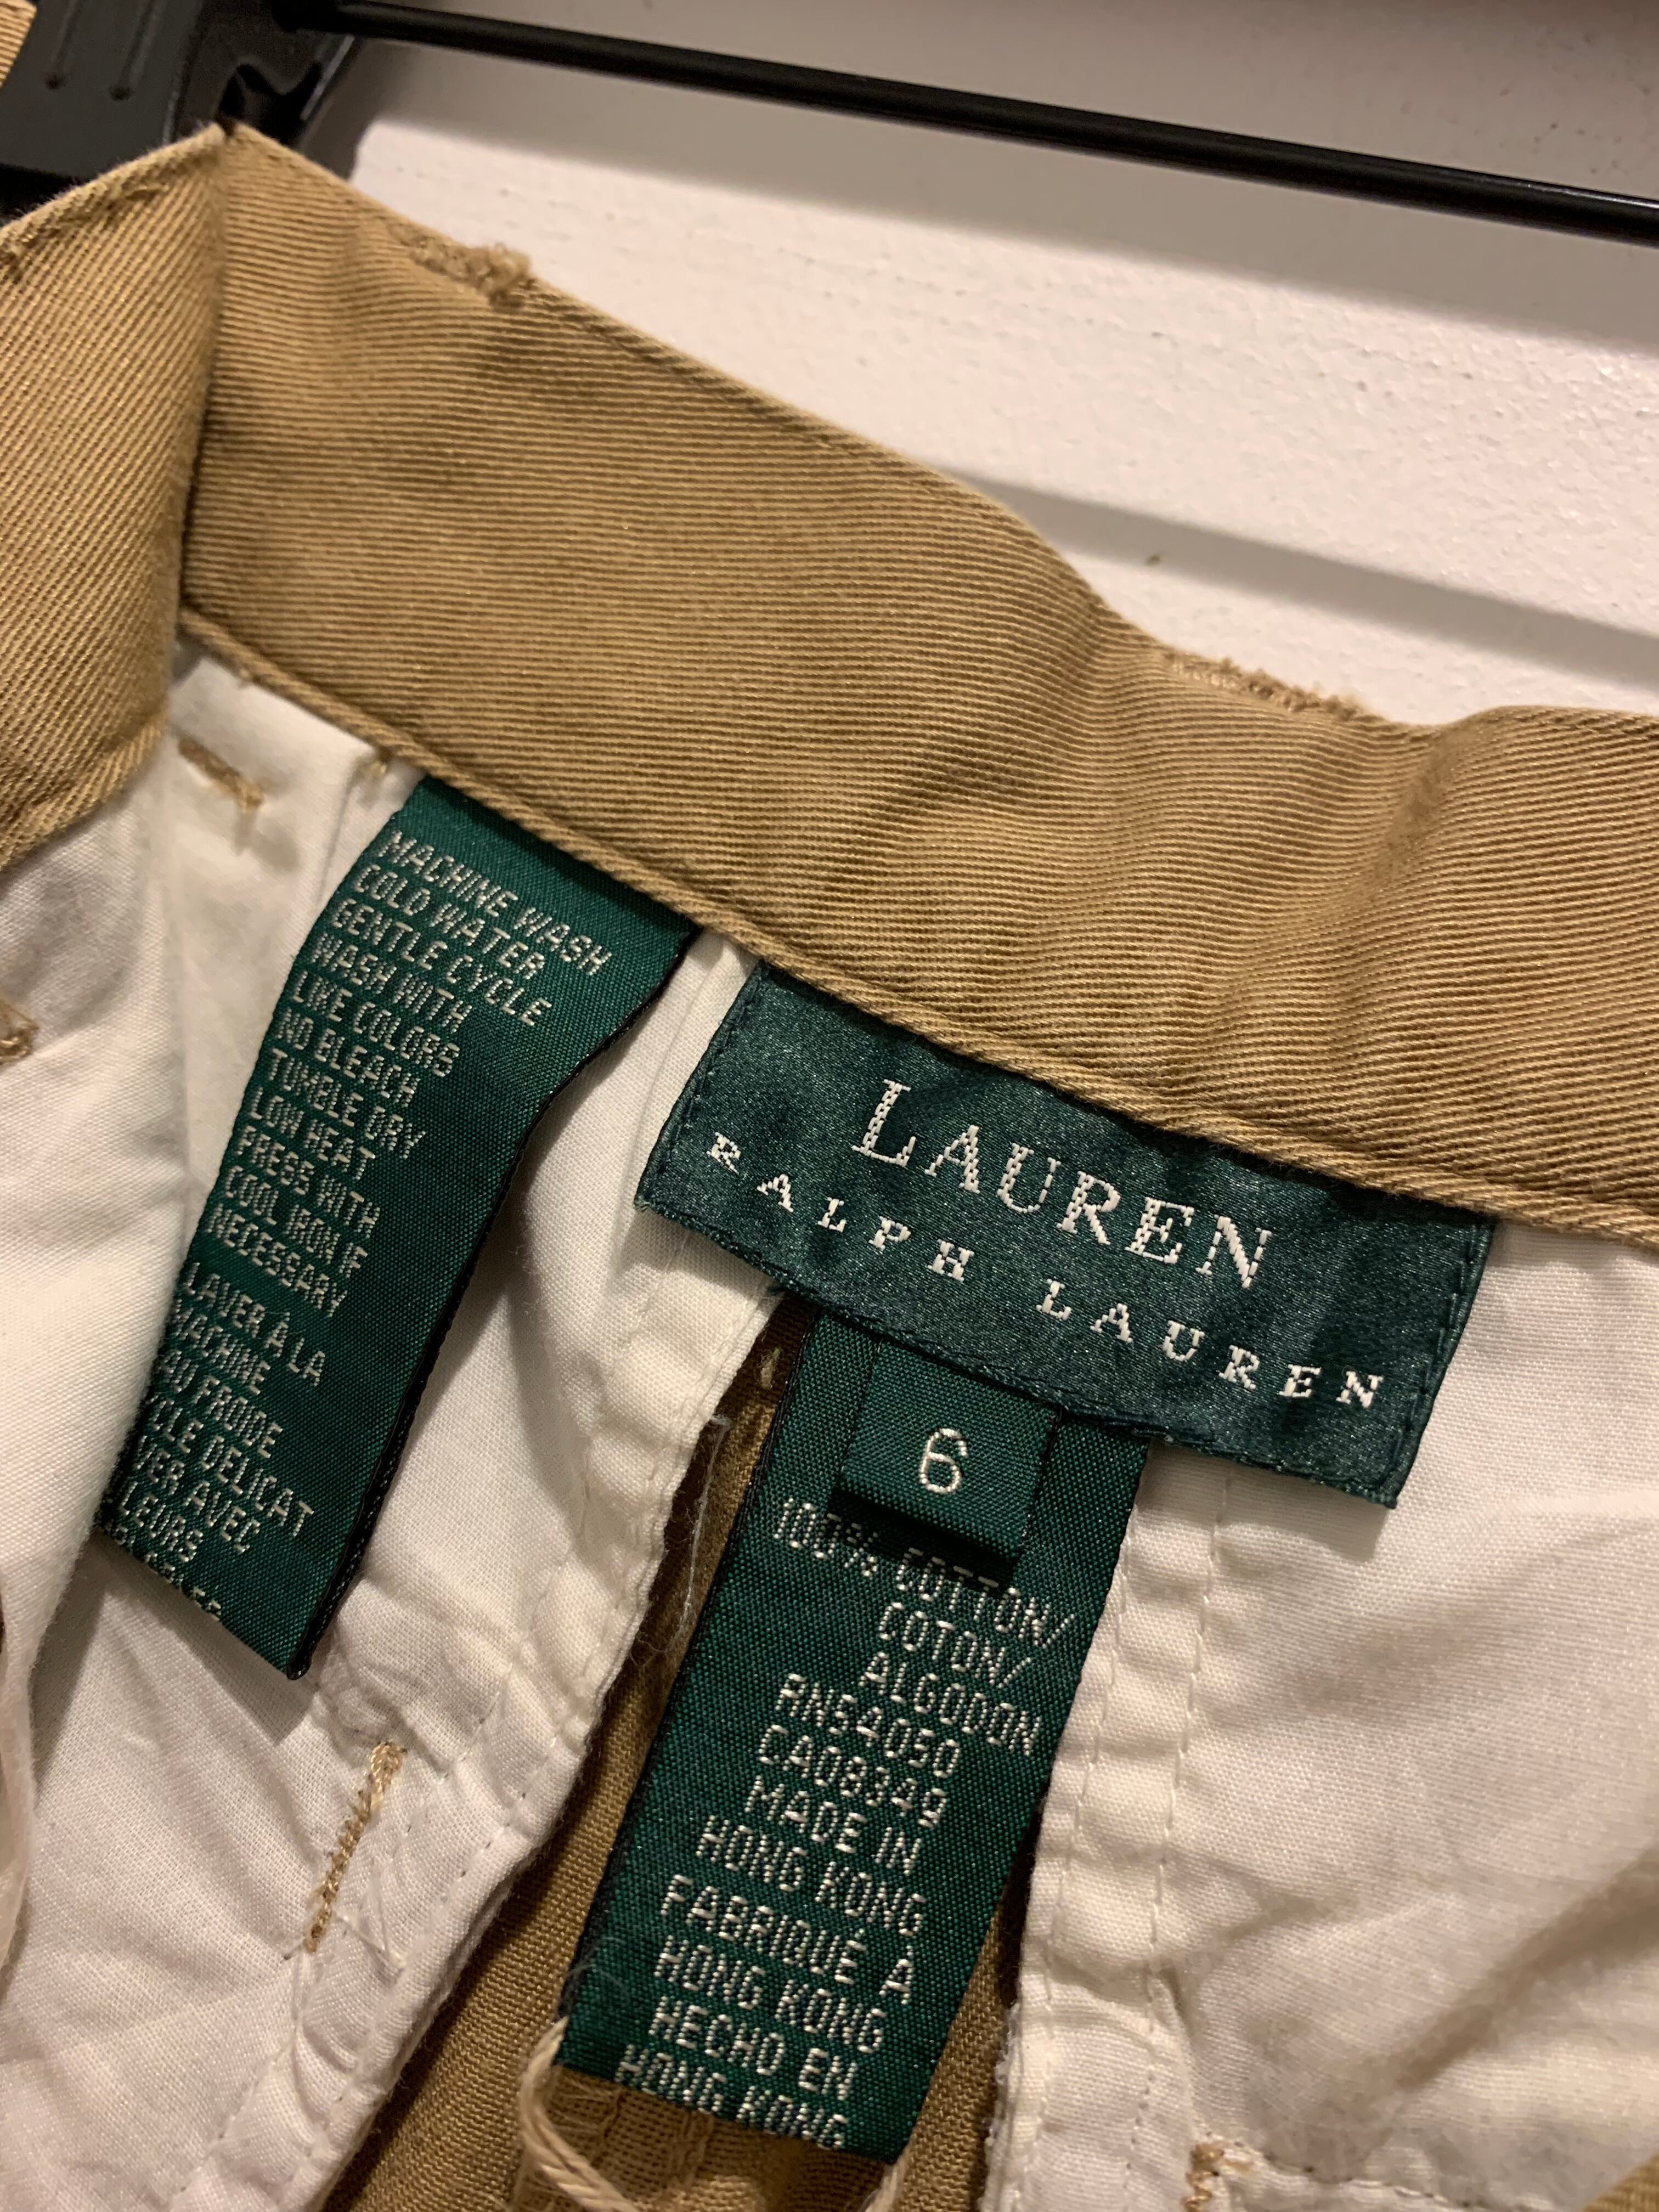 MACHINE WASH
COLD WATER
GENTLE CYCLE
WASH WITH
LIKE COLORS
NO BLEACH
TUMBLE DRY
LOW HEAT
PRESS WITH
COOL IRON IF
NECESSARY
LAVER À LA
MACHINE
EAU FROIDE
CYCLE DELICAT
LAVER AVEC
LAUREN
RALPH LAUREN
6
100% COTTON/
COTON/
ALGODON
RN54050
CA08349
MADE IN
HONG KONG
FABRIQUÉ À
HONG KONG
HECHO EN
HONG KONG